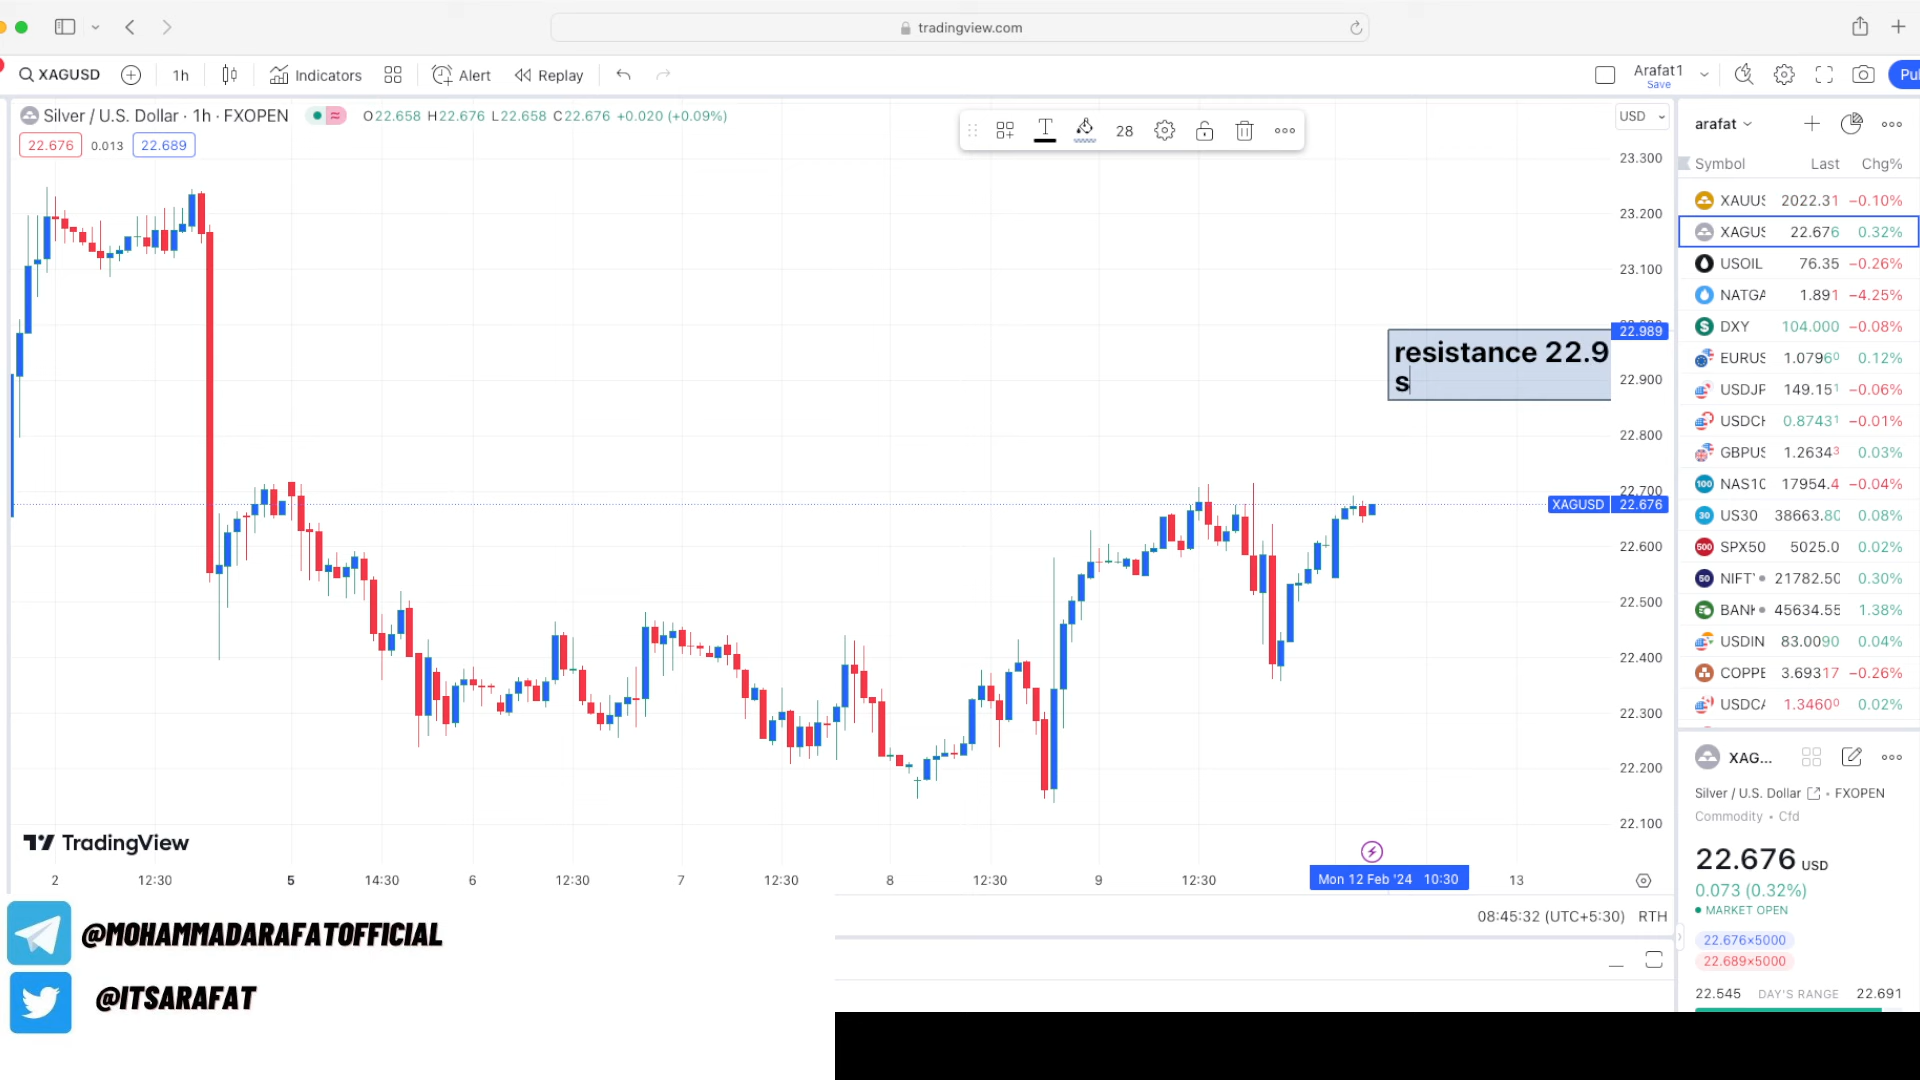 tradingview.com
XAGUSD
1h
Indicators
Alert
Replay
Arafat1
Save
Pul
Silver / U.S. Dollar · 1h · FXOPEN
O22.658 H22.676 L22.658 C22.676 +0.020 (+0.09%)
22.676
0.013
22.689
28
USD
23.300
23.200
23.100
22.989
22.900
22.800
22.700
XAGUSD 22.676
22.600
22.500
22.400
22.300
22.200
22.100
resistance 22.9
s
TradingView
2
12:30
5
14:30
6
12:30
7
12:30
8
12:30
9
12:30
Mon 12 Feb '24 10:30
13
08:45:32 (UTC+5:30) RTH
arafat
Symbol Last Chg%
XAUUS 2022.31 −0.10%
XAGUS 22.676 0.32%
USOIL 76.35 −0.26%
NATGA 1.891 −4.25%
DXY 104.000 −0.08%
EURUS 1.07960 0.12%
USDJP 149.151 −0.06%
USDCH 0.87431 −0.01%
GBPUS 1.26343 0.03%
100 NAS10 17954.4 −0.04%
30 US30 38663.80 0.08%
500 SPX50 5025.0 0.02%
50 NIFTY 21782.50 0.30%
BANK 45634.55 1.38%
USDIN 83.0090 0.04%
COPPE 3.69317 −0.26%
USDCA 1.34600 0.02%
XAG...
Silver / U.S. Dollar • FXOPEN
Commodity • Cfd
22.676 USD
0.073 (0.32%)
MARKET OPEN
22.676×5000
22.689×5000
22.545 DAY'S RANGE 22.691
@MOHAMMADARAFATOFFICIAL
@ITSARAFAT